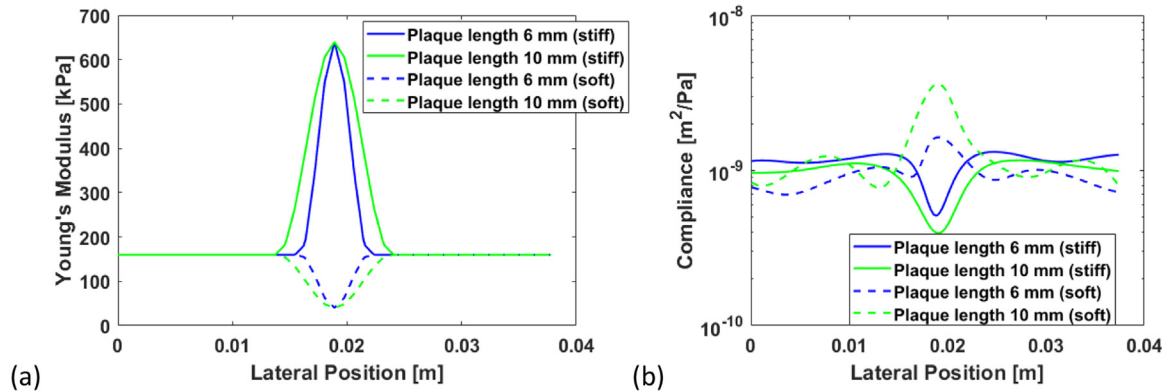 700
600
500
400
300
200
100
0
Young's Modulus [kPa]
Plaque length 6 mm (stiff)
Plaque length 10 mm (stiff)
Plaque length 6 mm (soft)
Plaque length 10 mm (soft)
0 0.01 0.02 0.03 0.04
Lateral Position [m]
(a)
10⁻⁸
10⁻⁹
10⁻¹⁰
Compliance [m²/Pa]
Plaque length 6 mm (stiff)
Plaque length 10 mm (stiff)
Plaque length 6 mm (soft)
Plaque length 10 mm (soft)
0 0.01 0.02 0.03 0.04
Lateral Position [m]
(b)